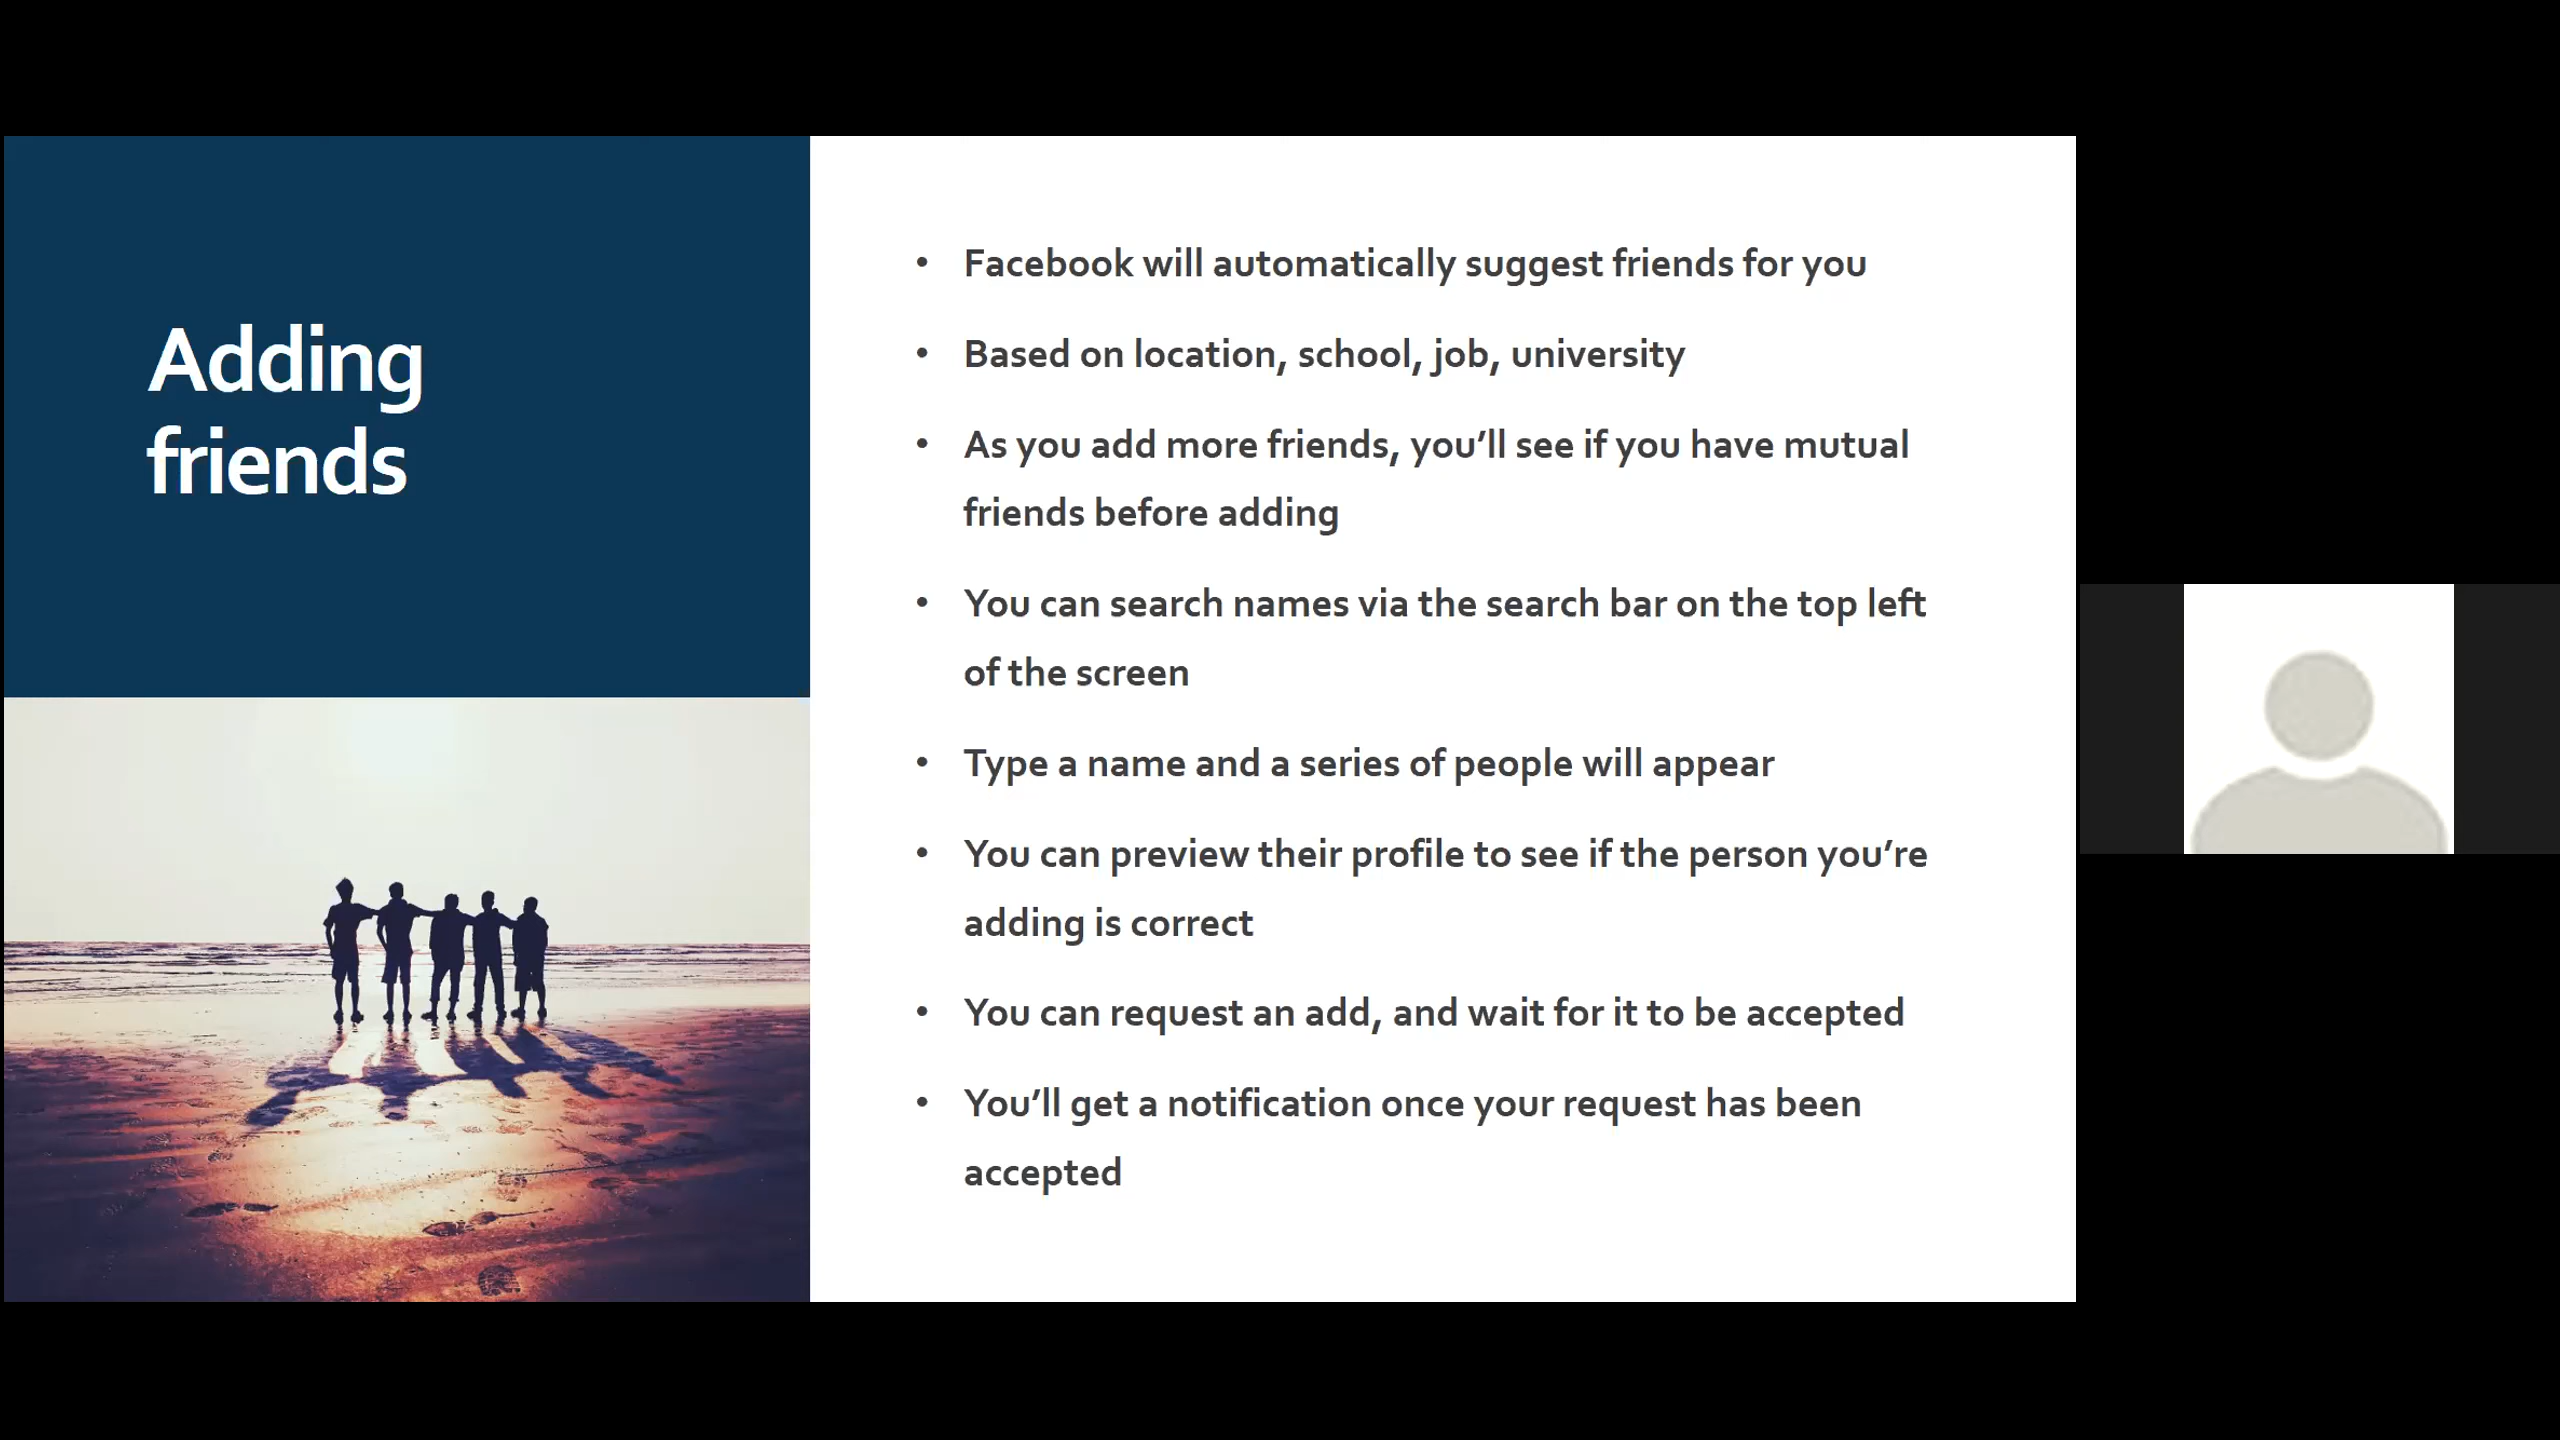 Adding
friends
• Facebook will automatically suggest friends for you
• Based on location, school, job, university
• As you add more friends, you’ll see if you have mutual
friends before adding
• You can search names via the search bar on the top left
of the screen
• Type a name and a series of people will appear
• You can preview their profile to see if the person you’re
adding is correct
• You can request an add, and wait for it to be accepted
• You’ll get a notification once your request has been
accepted